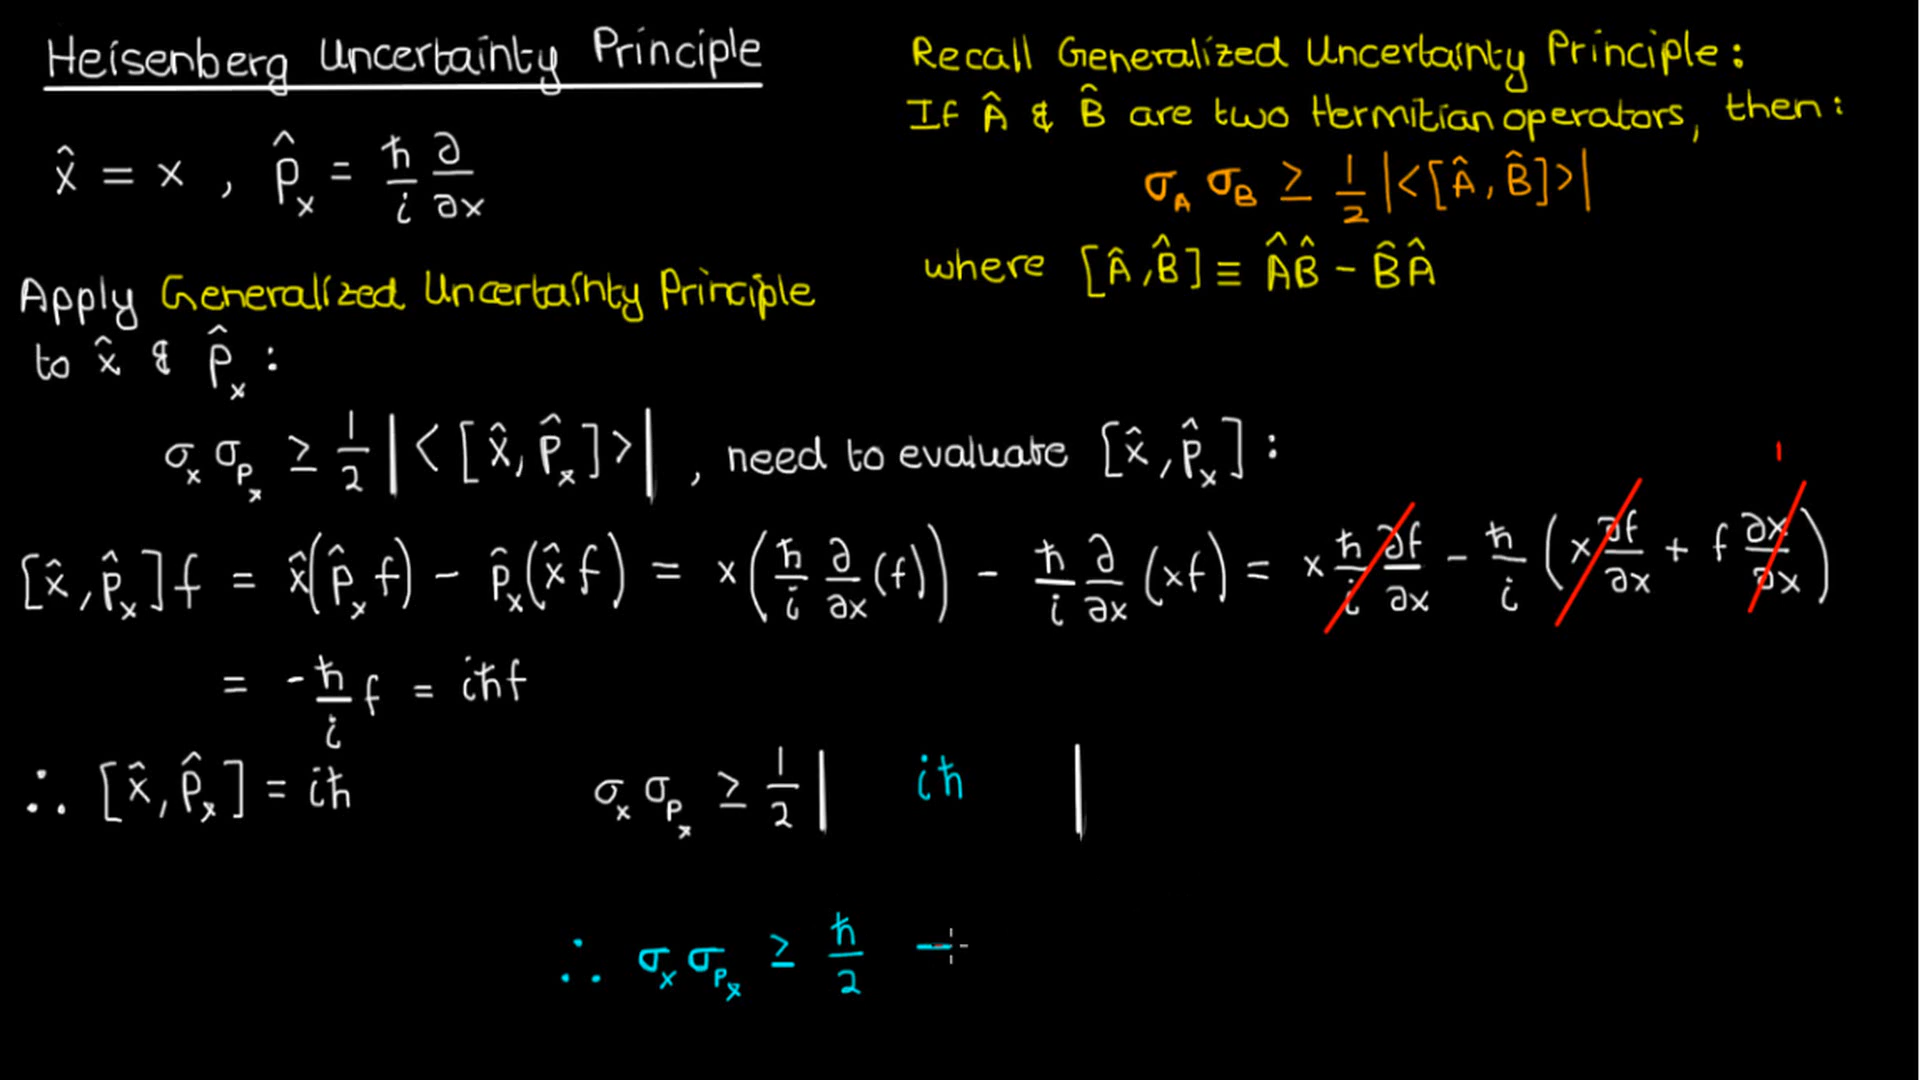 Heisenberg Uncertainty Principle
x̂ = x , p̂ₓ = ħ/i ∂/∂x
Apply Generalized Uncertainty Principle
to x̂ & p̂ₓ :
Recall Generalized Uncertainty Principle :
If Â & B̂ are two Hermitian operators, then :
σ_A σ_B ≥ 1/2 |<[Â , B̂]>|
where [Â , B̂] ≡ ÂB̂ - B̂Â
σₓ σ_pₓ ≥ 1/2 |<[x̂, p̂ₓ]>| , need to evaluate [x̂, p̂ₓ] :
1
[x̂, p̂ₓ]f = x̂(p̂ₓ f) - p̂ₓ(x̂ f) = x(ħ/i ∂/∂x (f)) - ħ/i ∂/∂x (xf) = x ħ/i ∂f/∂x - ħ/i (x ∂f/∂x + f ∂x/∂x)
= -ħ/i f = iħf
∴ [x̂, p̂ₓ] = iħ
σₓ σ_pₓ ≥ 1/2 | iħ |
∴ σₓ σ_pₓ ≥ ħ/2